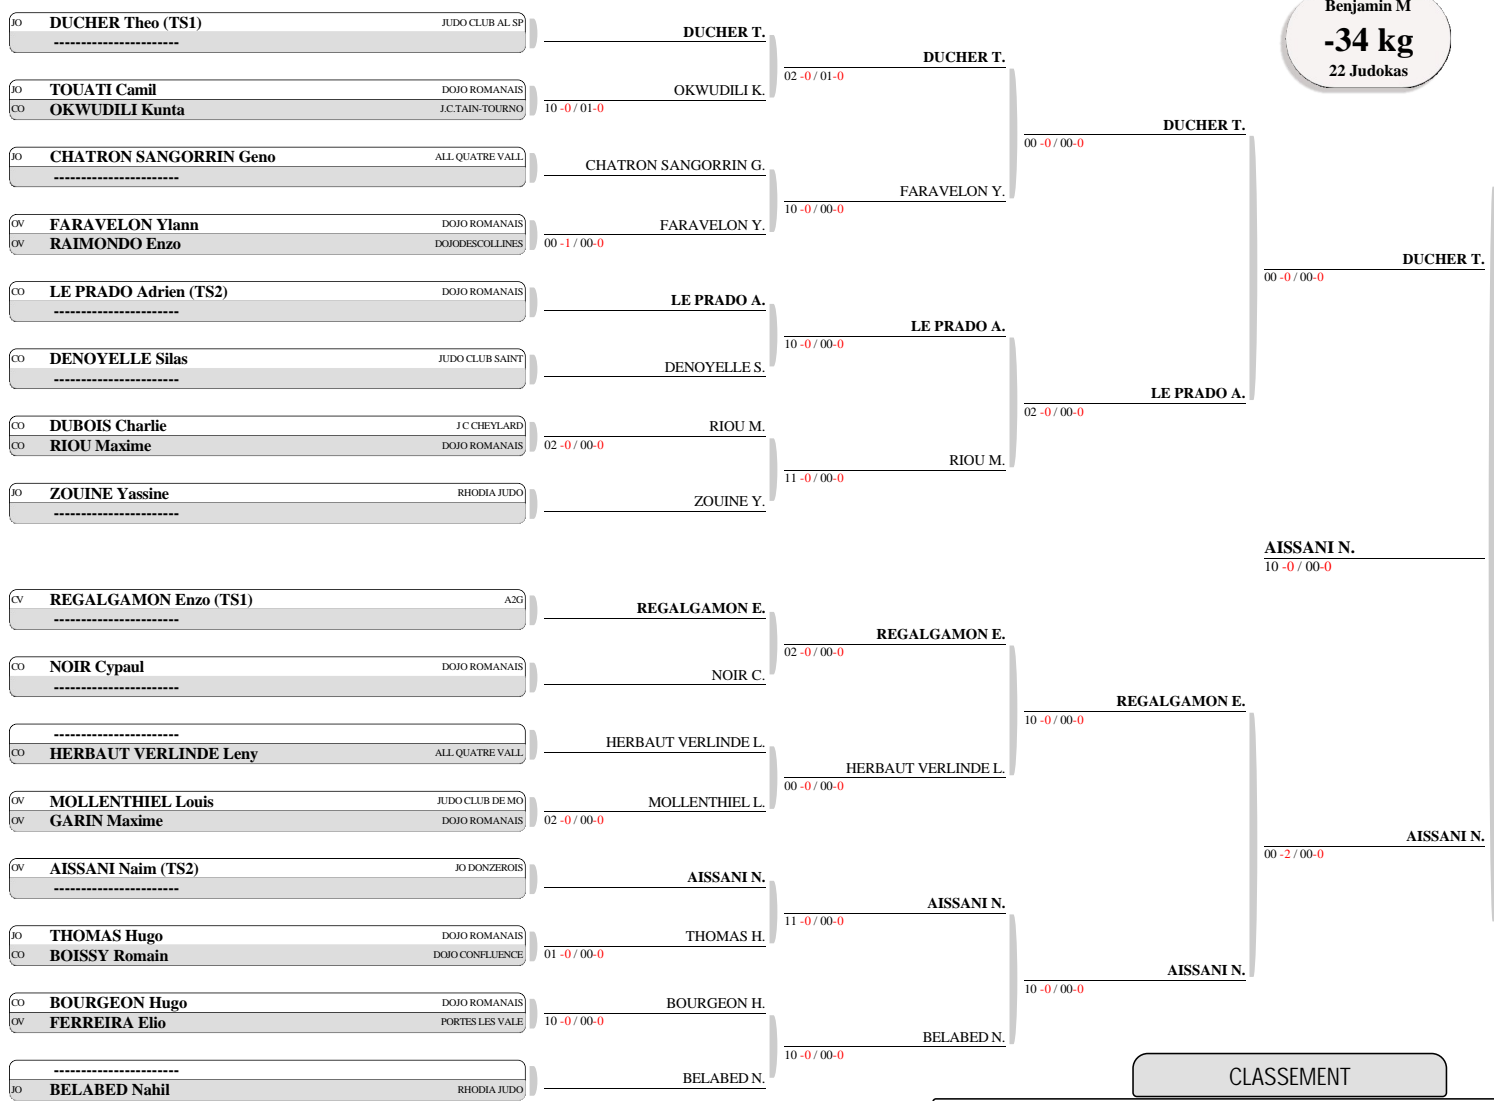 Benjamin M
-34 kg
22 Judokas
JO DUCHER Theo (TS1) JUDO CLUB AL SP
------------------------
JO TOUATI Camil DOJO ROMANAIS
CO OKWUDILI Kunta J.C.TAIN-TOURNO
JO CHATRON SANGORRIN Geno ALL QUATRE VALL
------------------------
OV FARAVELON Ylann DOJO ROMANAIS
OV RAIMONDO Enzo DOJODESCOLLINES
CO LE PRADO Adrien (TS2) DOJO ROMANAIS
------------------------
CO DENOYELLE Silas JUDO CLUB SAINT
------------------------
CO DUBOIS Charlie J C CHEYLARD
CO RIOU Maxime DOJO ROMANAIS
JO ZOUINE Yassine RHODIA JUDO
------------------------
CV REGALGAMON Enzo (TS1) A2G
------------------------
CO NOIR Cypaul DOJO ROMANAIS
------------------------
------------------------
CO HERBAUT VERLINDE Leny ALL QUATRE VALL
OV MOLLENTHIEL Louis JUDO CLUB DE MO
OV GARIN Maxime DOJO ROMANAIS
OV AISSANI Naim (TS2) JO DONZEROIS
------------------------
JO THOMAS Hugo DOJO ROMANAIS
CO BOISSY Romain DOJO CONFLUENCE
CO BOURGEON Hugo DOJO ROMANAIS
OV FERREIRA Elio PORTES LES VALE
------------------------
JO BELABED Nahil RHODIA JUDO
DUCHER T.
OKWUDILI K.
10 -0 / 01-0
CHATRON SANGORRIN G.
FARAVELON Y.
00 -1 / 00-0
LE PRADO A.
DENOYELLE S.
RIOU M.
02 -0 / 00-0
ZOUINE Y.
REGALGAMON E.
NOIR C.
HERBAUT VERLINDE L.
MOLLENTHIEL L.
02 -0 / 00-0
AISSANI N.
THOMAS H.
01 -0 / 00-0
BOURGEON H.
10 -0 / 00-0
BELABED N.
DUCHER T.
02 -0 / 01-0
FARAVELON Y.
10 -0 / 00-0
LE PRADO A.
10 -0 / 00-0
RIOU M.
11 -0 / 00-0
REGALGAMON E.
02 -0 / 00-0
HERBAUT VERLINDE L.
00 -0 / 00-0
AISSANI N.
11 -0 / 00-0
BELABED N.
10 -0 / 00-0
DUCHER T.
00 -0 / 00-0
LE PRADO A.
02 -0 / 00-0
REGALGAMON E.
10 -0 / 00-0
AISSANI N.
10 -0 / 00-0
DUCHER T.
00 -0 / 00-0
AISSANI N.
00 -2 / 00-0
AISSANI N.
10 -0 / 00-0
CLASSEMENT